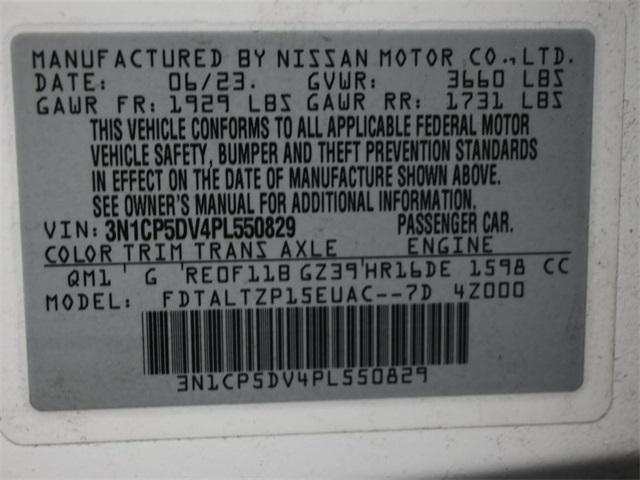 MANUFACTURED BY NISSAN MOTOR CO., LTD.
DATE: 06/23. GVWR: 3660 LBS
GAWR FR: 1929 LBS GAWR RR: 1731 LBS
THIS VEHICLE CONFORMS TO ALL APPLICABLE FEDERAL MOTOR
VEHICLE SAFETY, BUMPER AND THEFT PREVENTION STANDARDS
IN EFFECT ON THE DATE OF MANUFACTURE SHOWN ABOVE.
SEE OWNER'S MANUAL FOR ADDITIONAL INFORMATION.
VIN: 3N1CP5DV4PL550829 PASSENGER CAR.
COLOR TRIM TRANS AXLE ENGINE
QM1 G RE0F11B GZ39 HR16DE 1598 CC
MODEL: FDTALTZP15EUAC--7D 4Z000
3N1CP5DV4PL550829